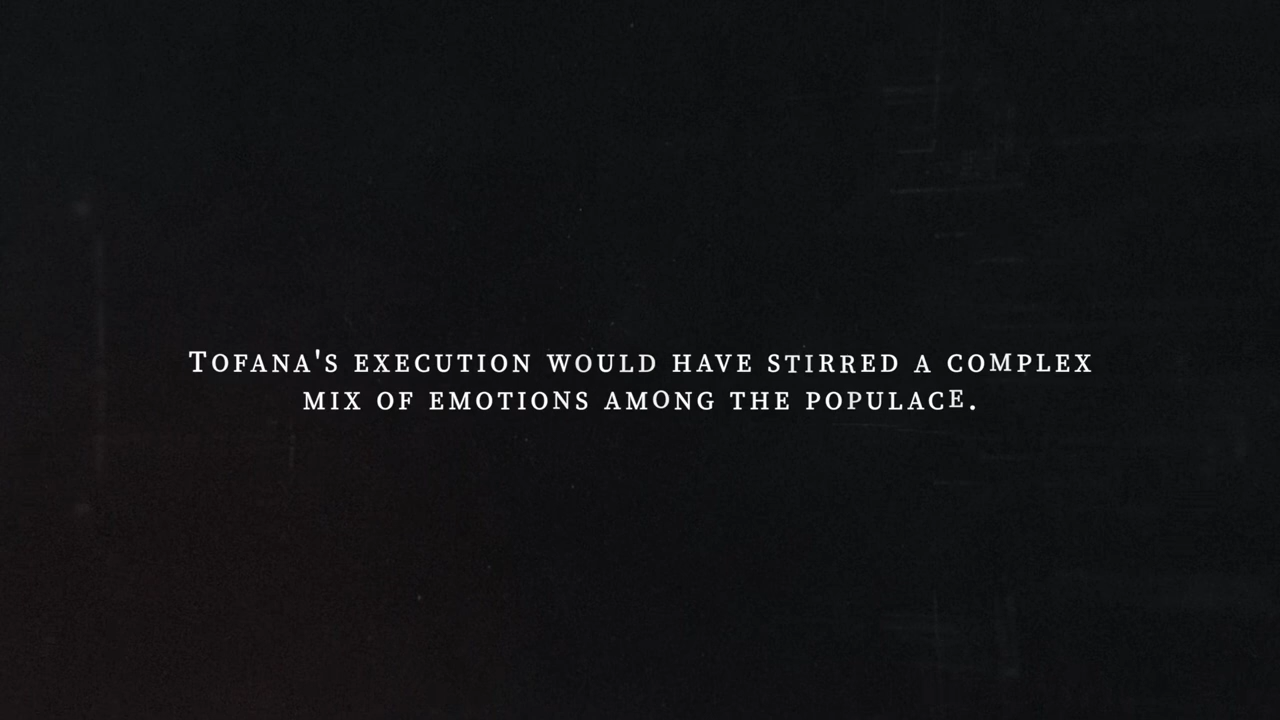 Tofana's execution would have stirred a complex
mix of emotions among the populace.